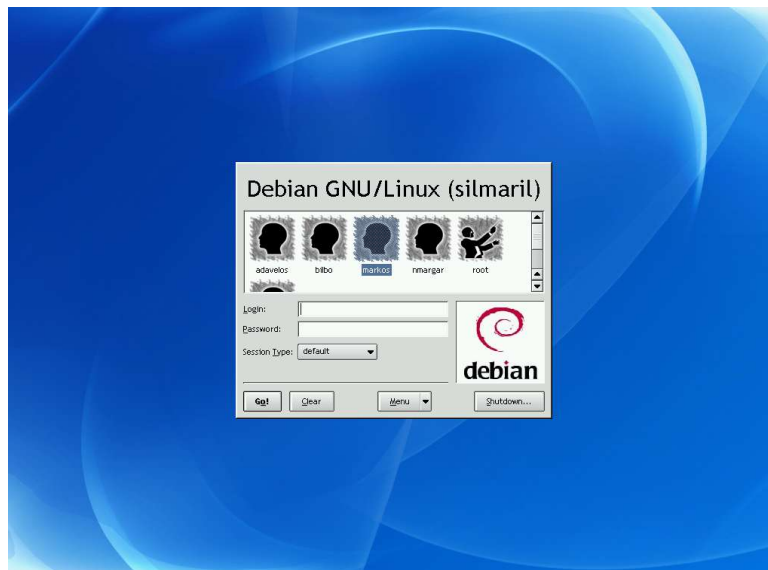 Debian GNU/Linux (silmaril)
adavelos bilbo markos nmargar root
Login:
Password:
Session Type: default
debian
Go! Clear Menu Shutdown...